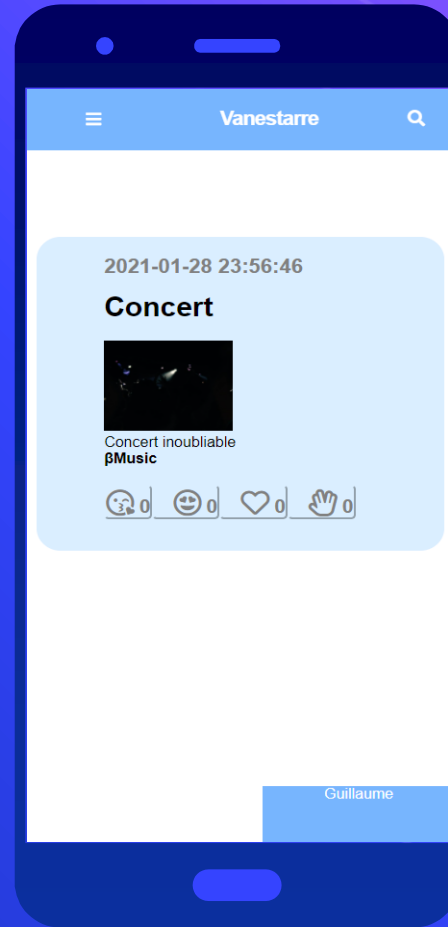 Vanestarre
2021-01-28 23:56:46
Concert
Concert inoubliable
βMusic
0 0 0 0
Guillaume